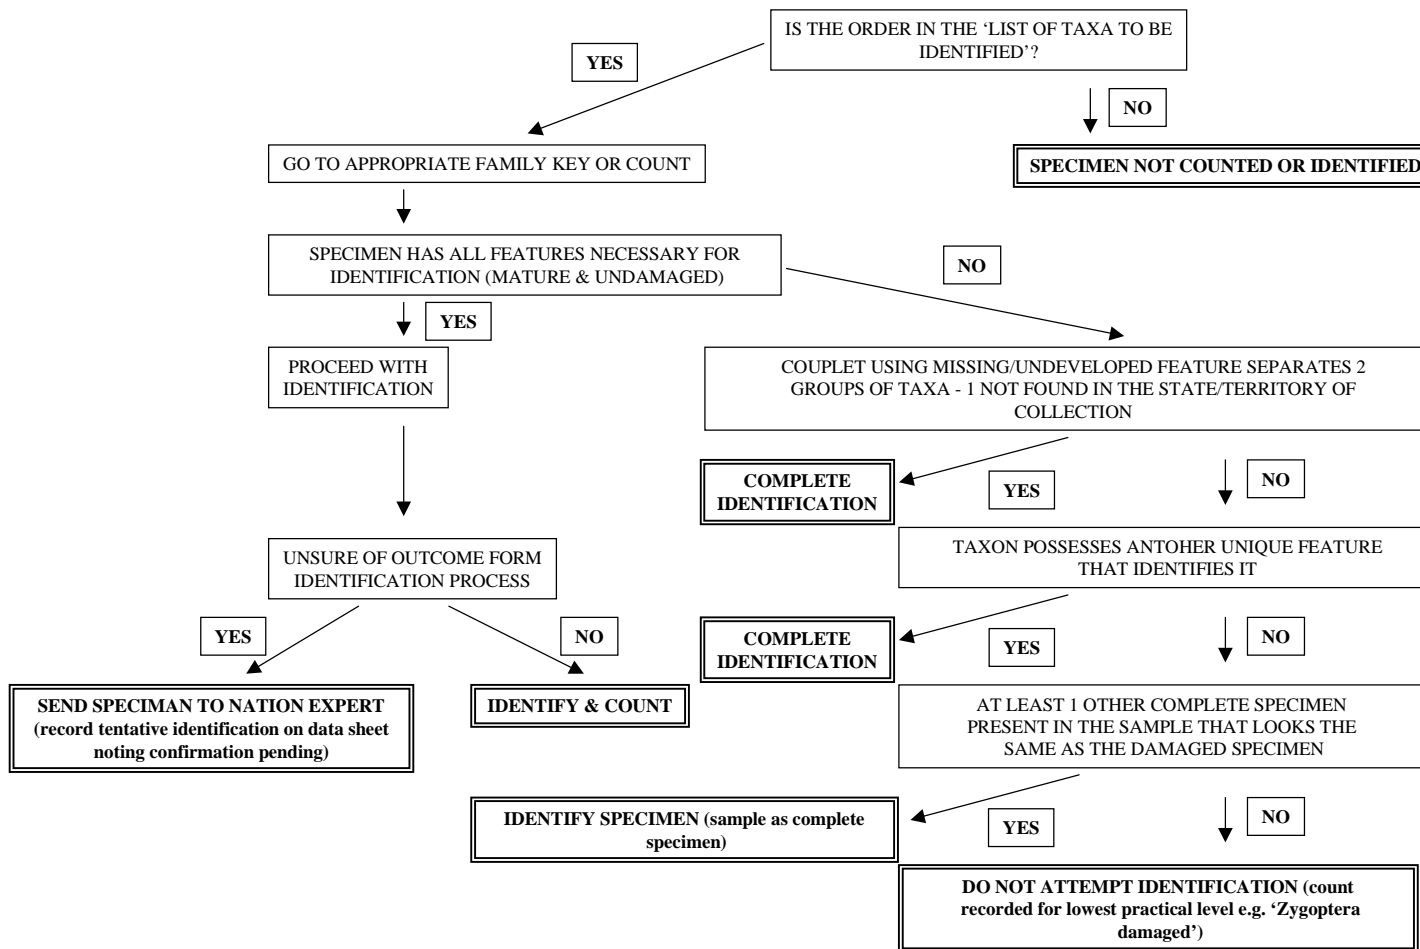 IS THE ORDER IN THE ‘LIST OF TAXA TO BE
IDENTIFIED’?
YES
NO
GO TO APPROPRIATE FAMILY KEY OR COUNT
SPECIMEN NOT COUNTED OR IDENTIFIED
SPECIMEN HAS ALL FEATURES NECESSARY FOR
IDENTIFICATION (MATURE & UNDAMAGED)
NO
YES
PROCEED WITH
IDENTIFICATION
COUPLET USING MISSING/UNDEVELOPED FEATURE SEPARATES 2
GROUPS OF TAXA - 1 NOT FOUND IN THE STATE/TERRITORY OF
COLLECTION
COMPLETE
IDENTIFICATION
YES
NO
UNSURE OF OUTCOME FORM
IDENTIFICATION PROCESS
TAXON POSSESSES ANTOHER UNIQUE FEATURE
THAT IDENTIFIES IT
YES
NO
COMPLETE
IDENTIFICATION
YES
NO
SEND SPECIMAN TO NATION EXPERT
(record tentative identification on data sheet
noting confirmation pending)
IDENTIFY & COUNT
AT LEAST 1 OTHER COMPLETE SPECIMEN
PRESENT IN THE SAMPLE THAT LOOKS THE
SAME AS THE DAMAGED SPECIMEN
IDENTIFY SPECIMEN (sample as complete
specimen)
YES
NO
DO NOT ATTEMPT IDENTIFICATION (count
recorded for lowest practical level e.g. ‘Zygoptera
damaged’)